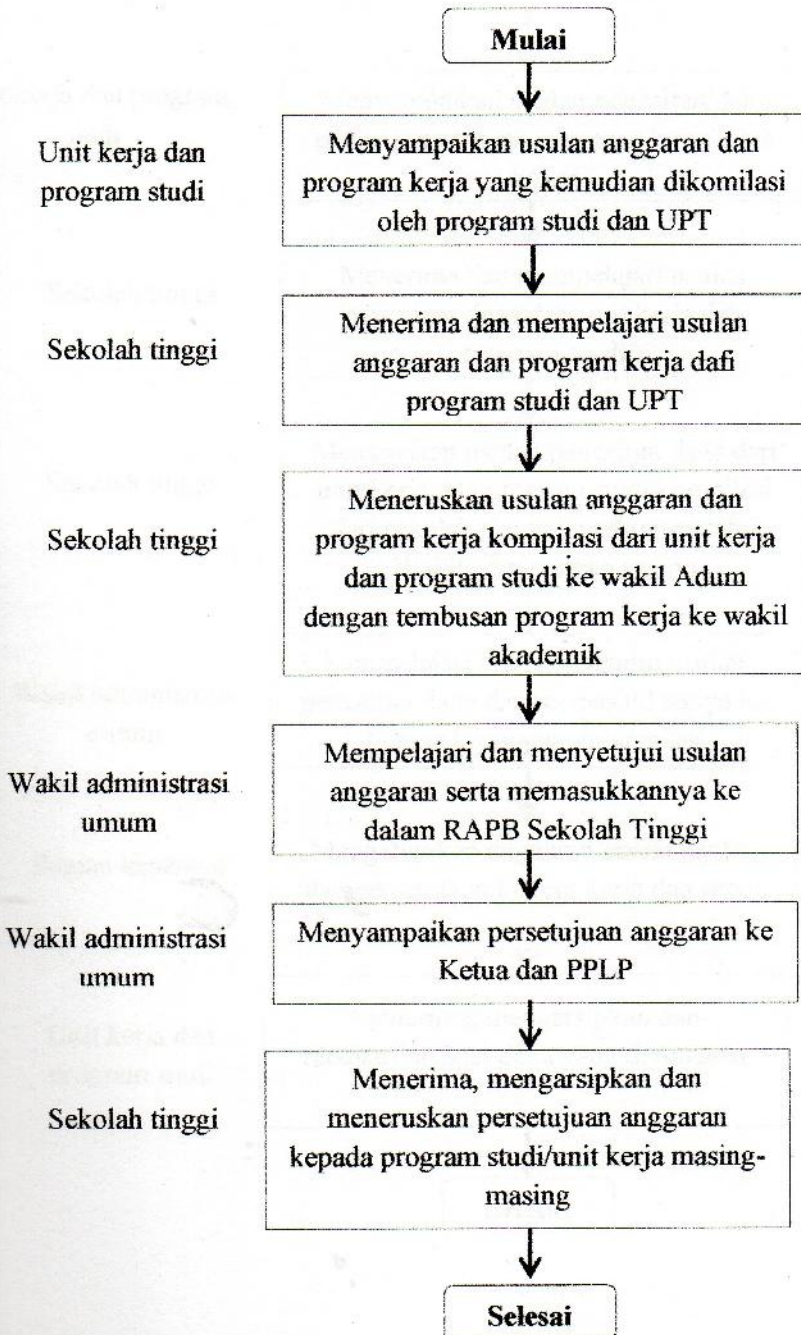 Mulai
Unit kerja dan
program studi
Menyampaikan usulan anggaran dan
program kerja yang kemudian dikomilasi
oleh program studi dan UPT
Sekolah tinggi
Menerima dan mempelajari usulan
anggaran dan program kerja dafi
program studi dan UPT
Sekolah tinggi
Meneruskan usulan anggaran dan
program kerja kompilasi dari unit kerja
dan program studi ke wakil Adum
dengan tembusan program kerja ke wakil
akademik
Wakil administrasi
umum
Mempelajari dan menyetujui usulan
anggaran serta memasukkannya ke
dalam RAPB Sekolah Tinggi
Wakil administrasi
umum
Menyampaikan persetujuan anggaran ke
Ketua dan PPLP
Sekolah tinggi
Menerima, mengarsipkan dan
meneruskan persetujuan anggaran
kepada program studi/unit kerja masing-
masing
Selesai